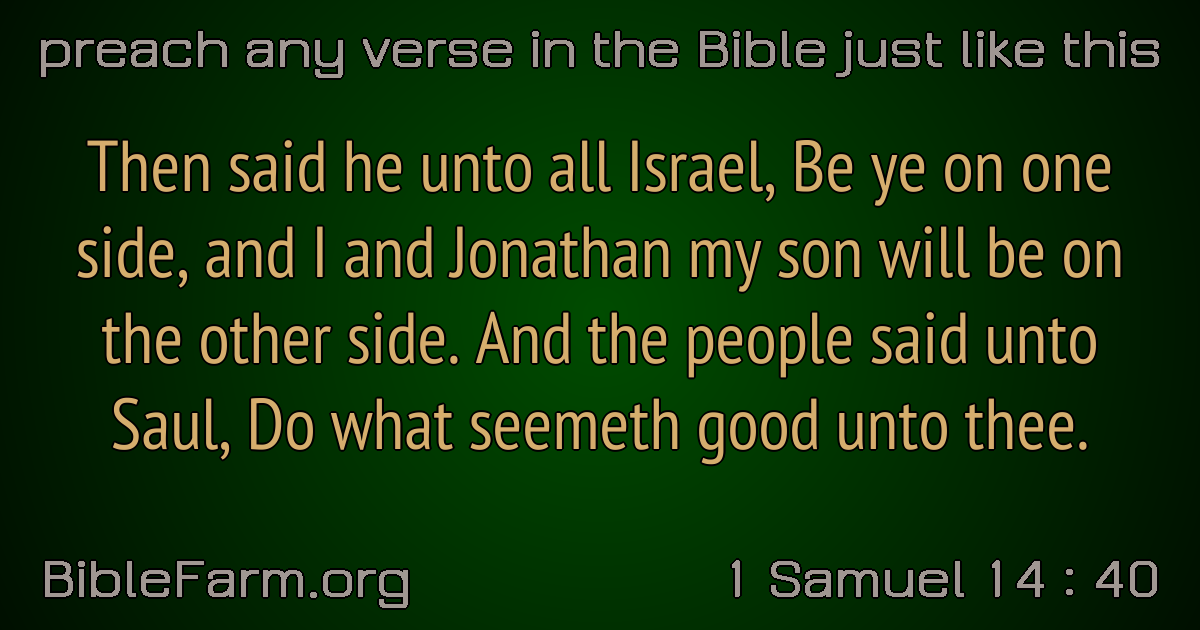 preach any verse in the Bible just like this
Then said he unto all Israel, Be ye on one
side, and I and Jonathan my son will be on
the other side. And the people said unto
Saul, Do what seemeth good unto thee.
BibleFarm.org
1 Samuel 14 : 40